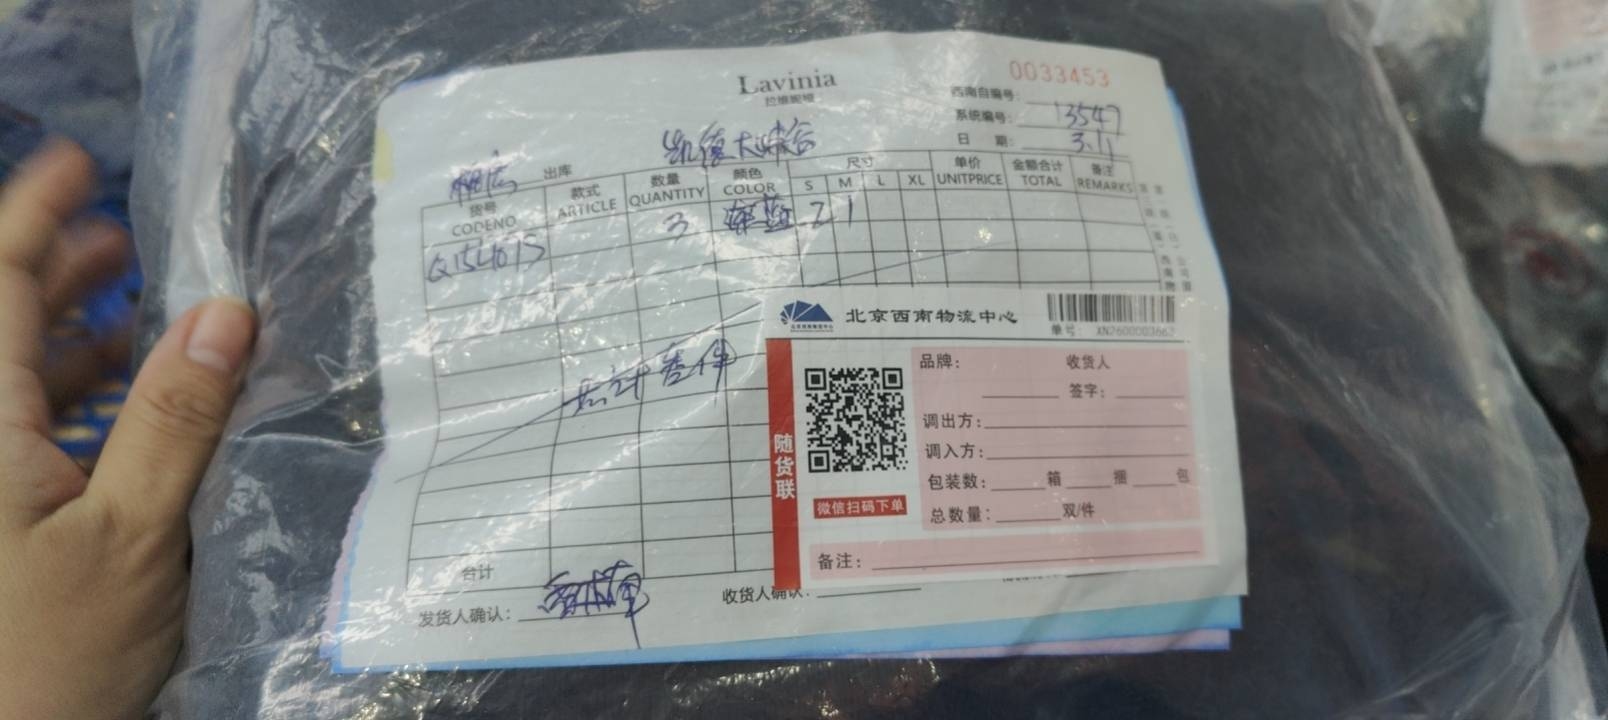 Lavinia
拉维妮娅
0033453
西南自编号:
系统编号: 13547
日 期: 3.11
凯德大峡谷
出库
货号 款式 数量 颜色 尺寸 单价 金额合计 备注
CODENO ARTICLE QUANTITY COLOR S M L XL UNITPRICE TOTAL REMARKS
3 2 1
共计叁件
合计
发货人确认:
收货人确认:
北京西南物流中心
单号: XN2600003662
随货联
微信扫码下单
品牌: 收货人
签字:
调出方:
调入方:
包装数: 箱 捆 包
总数量: 双/件
备注: